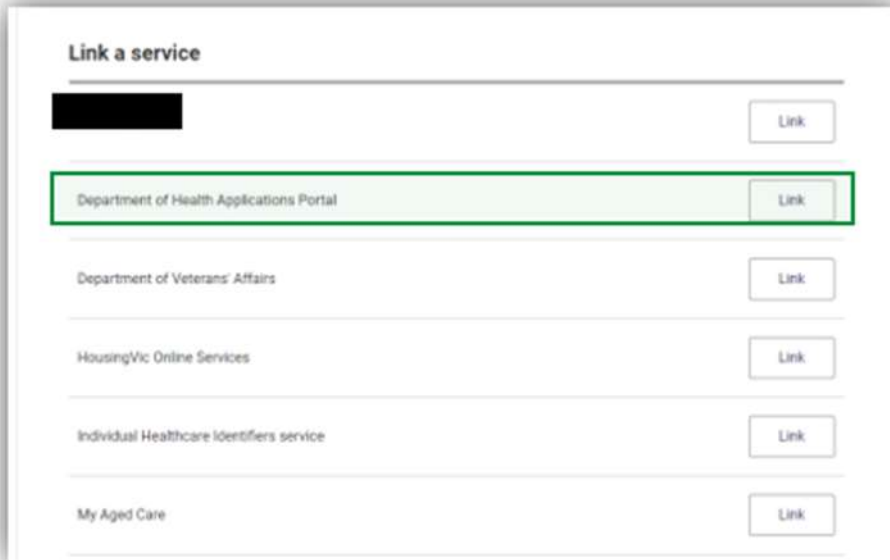 Link a service
Link
Department of Health Applications Portal Link
Department of Veterans' Affairs Link
HousingVic Online Services Link
Individual Healthcare Identifiers service Link
My Aged Care Link